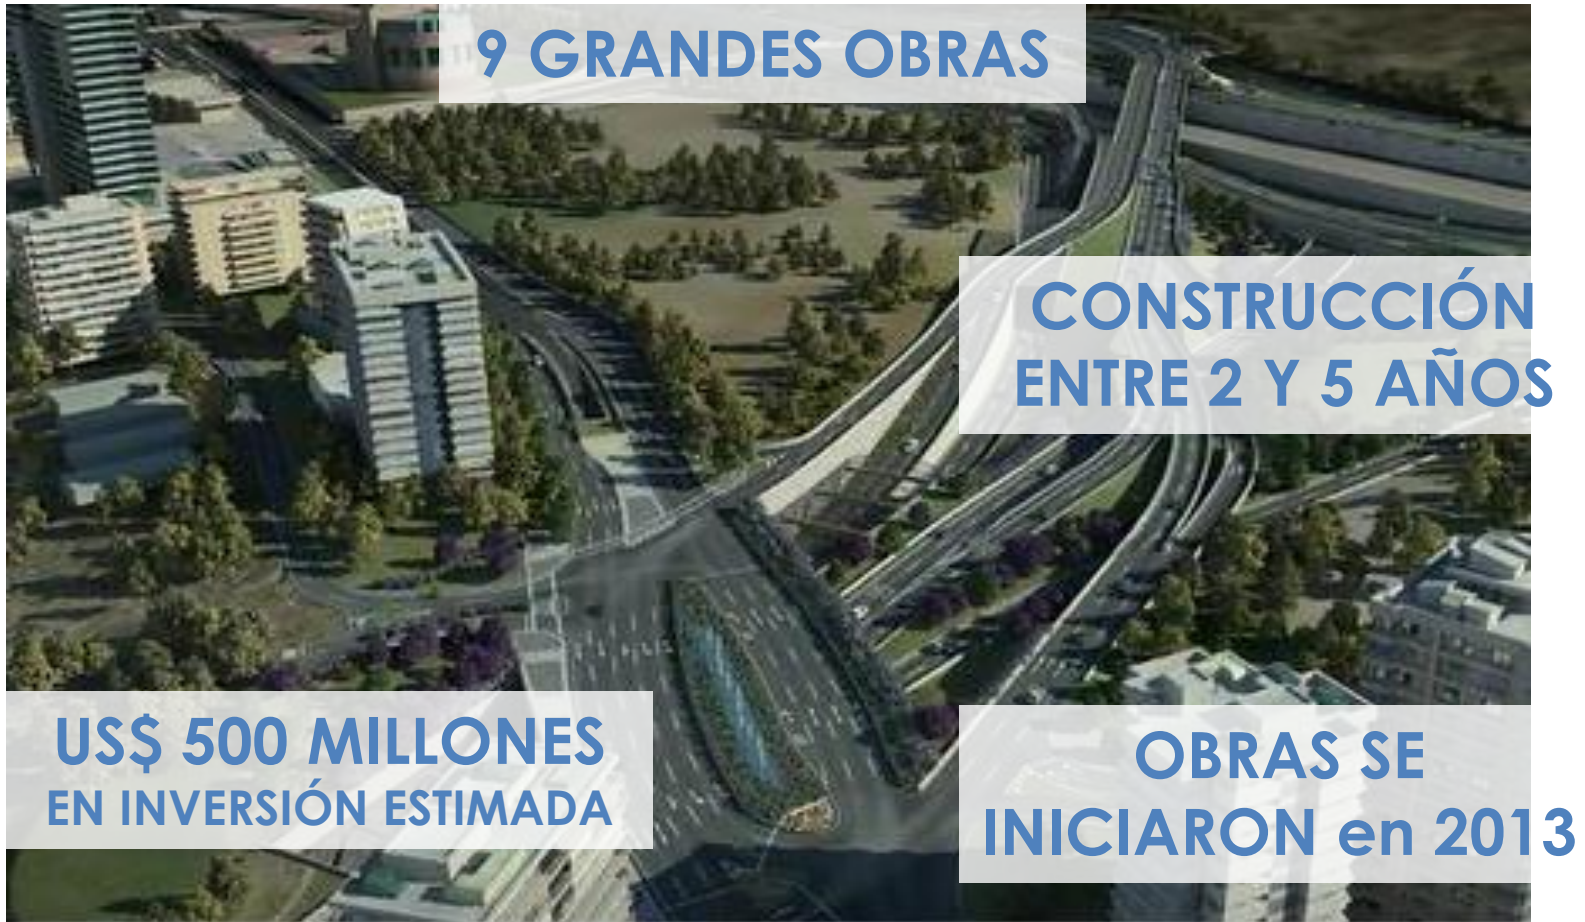 9 GRANDES OBRAS
CONSTRUCCIÓN
ENTRE 2 Y 5 AÑOS
US$ 500 MILLONES
EN INVERSIÓN ESTIMADA
OBRAS SE
INICIARON en 2013